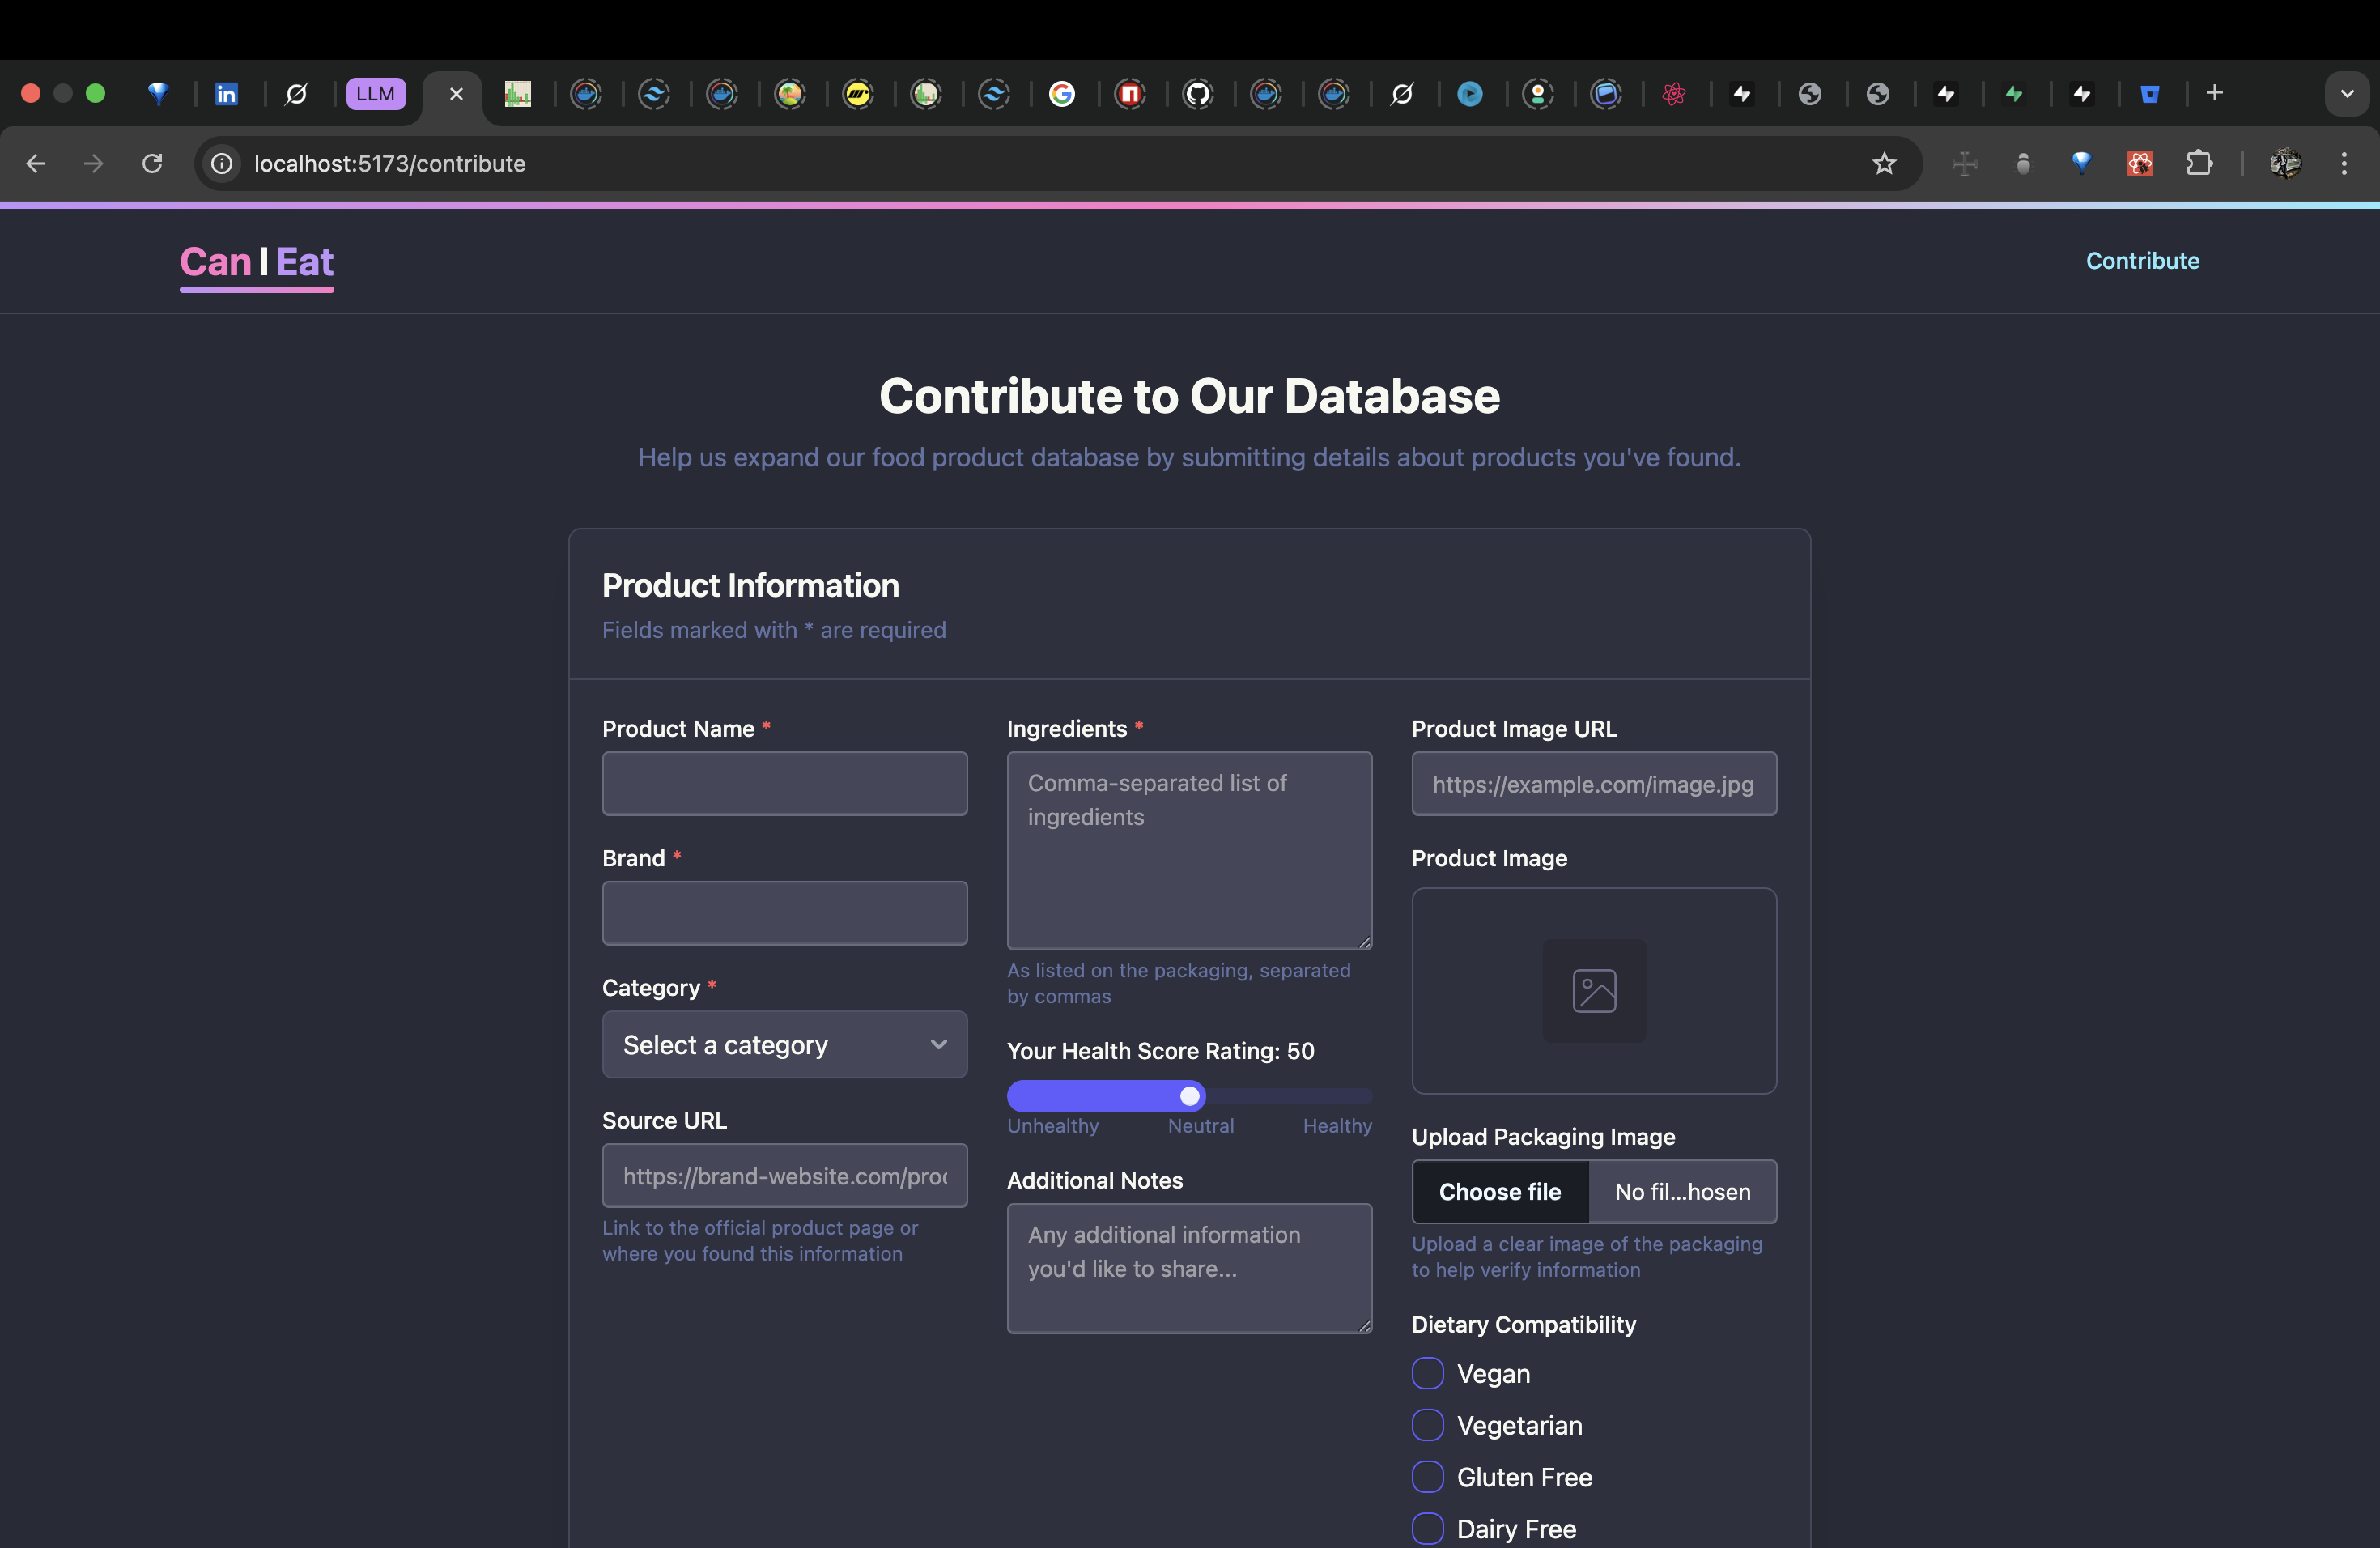 LLM
localhost:5173/contribute
Can I Eat
Contribute
Contribute to Our Database
Help us expand our food product database by submitting details about products you've found.
Product Information
Fields marked with * are required
Product Name *
Brand *
Category *
Select a category
Source URL
https://brand-website.com/proc
Link to the official product page or
where you found this information
Ingredients *
Comma-separated list of
ingredients
As listed on the packaging, separated
by commas
Your Health Score Rating: 50
Unhealthy Neutral Healthy
Additional Notes
Any additional information
you'd like to share...
Product Image URL
https://example.com/image.jpg
Product Image
Upload Packaging Image
Choose file No fil...hosen
Upload a clear image of the packaging
to help verify information
Dietary Compatibility
Vegan
Vegetarian
Gluten Free
Dairy Free